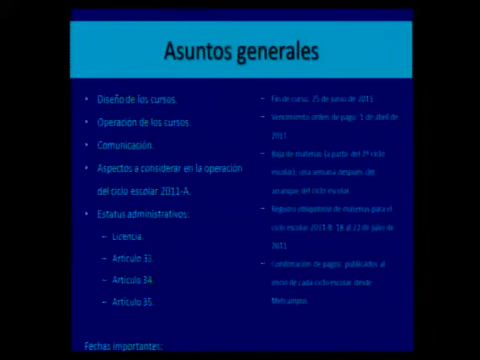 Asuntos generales
• Diseño de los cursos.
• Operación de los cursos.
• Comunicación.
• Aspectos a considerar en la operación
del ciclo escolar 2011-A.
• Estatus administrativos:
– Licencia.
– Artículo 33.
– Artículo 34.
– Artículo 35.
Fechas importantes:
– Fin de curso: 25 de junio de 2011
– Vencimiento orden de pago: 1 de abril de
2011
– Baja de materias (a partir del 2º ciclo
escolar), una semana después del
arranque del ciclo escolar.
– Registro obligatorio de materias para el
ciclo escolar 2011-B: 18 al 22 de julio de
2011
– Condonación de pagos: publicados al
inicio de cada ciclo escolar desde
Metcampus